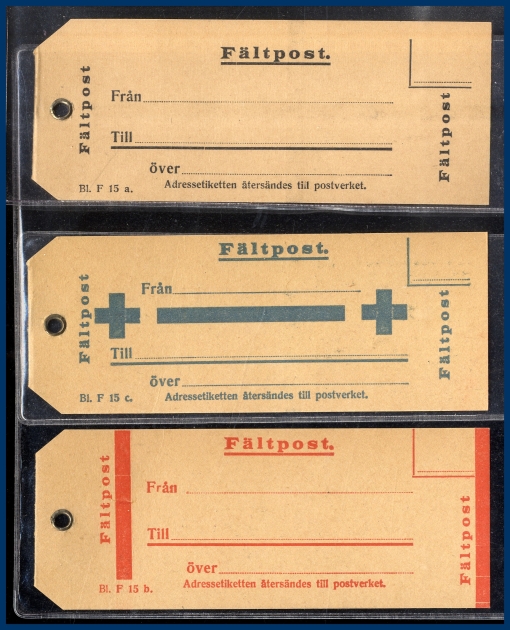 Fältpost.
Fältpost
Från
Till
över
Bl. F 15 a.
Adressetiketten återsändes till postverket.
Fältpost
Fältpost.
Fältpost
Från
Till
över
Bl. F 15 c.
Adressetiketten återsändes till postverket.
Fältpost
Fältpost.
Fältpost
Från
Till
över
Bl. F 15 b.
Adressetiketten återsändes till postverket.
Fältpost